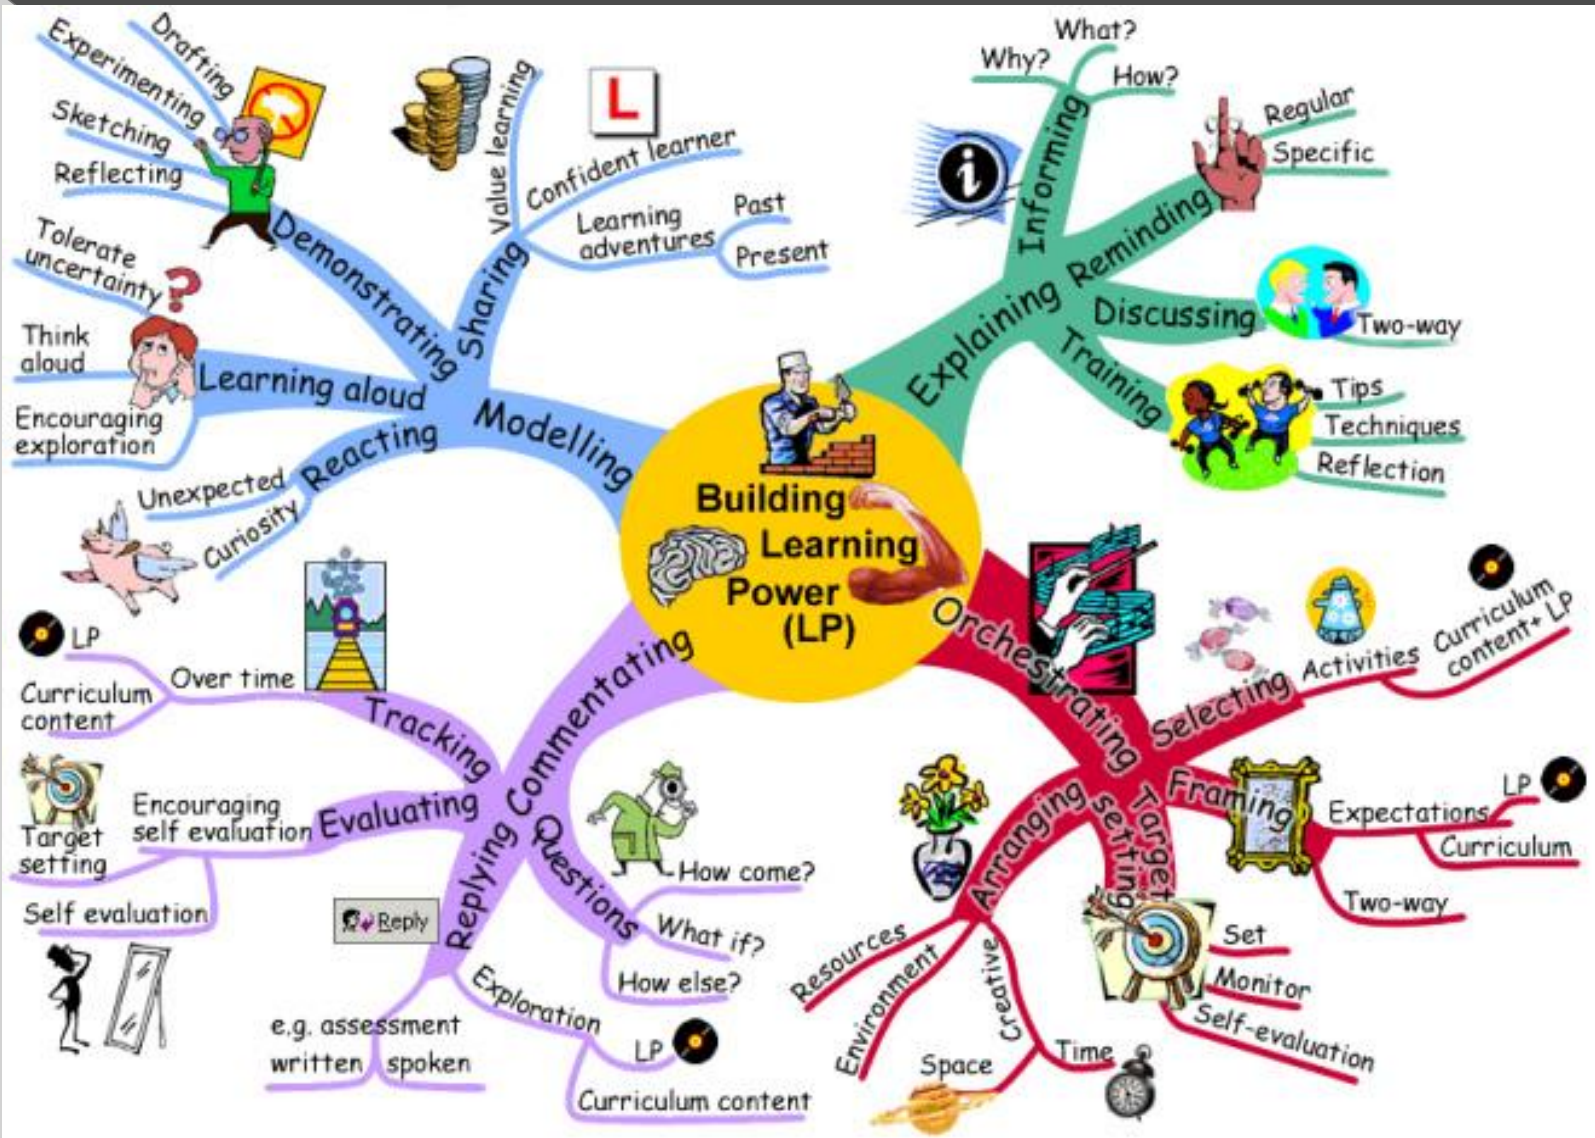 Building
Learning
Power
(LP)
Explaining
Informing
Why?
What?
How?
Reminding
Regular
Specific
Discussing
Two-way
Training
Tips
Techniques
Reflection
Orchestrating
Selecting
Activities
Curriculum
content+ LP
Framing
Expectations
LP
Curriculum
Two-way
Target
setting
Set
Monitor
Self-evaluation
Arranging
Resources
Environment
Creative
Space
Time
Commentating
Questions
How come?
What if?
How else?
Replying
Reply
Exploration
LP
Curriculum content
e.g. assessment
written
spoken
Evaluating
Encouraging
self evaluation
Target
setting
Self evaluation
Tracking
Over time
LP
Curriculum
content
Modelling
Reacting
Unexpected
Curiosity
Learning aloud
Tolerate
uncertainty
?
Think
aloud
Encouraging
exploration
Demonstrating
Drafting
Experimenting
Sketching
Reflecting
Sharing
Value learning
L
Confident learner
Learning
adventures
Past
Present
i